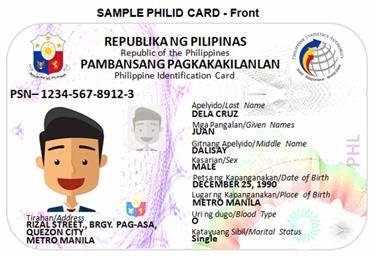 SAMPLE PHILID CARD - Front
REPUBLIKA NG PILIPINAS
Republic of the Philippines
PAMBANSANG PAGKAKAKILANLAN
Philippine Identification Card
PSN– 1234-567-8912-3
Apelyido/Last Name
DELA CRUZ
Mga Pangalan/Given Names
JUAN
Gitnang Apelyido/Middle Name
DALISAY
Kasarian/Sex
MALE
Petsa ng Kapanganakan/Date of Birth
DECEMBER 25, 1990
Lugar ng Kapanganakan/Place of Birth
METRO MANILA
Uri ng dugo/Blood Type
O
Katayuang Sibil/Marital Status
Single
Tirahan/Address
RIZAL STREET., BRGY. PAG-ASA,
QUEZON CITY
METRO MANILA
PHL